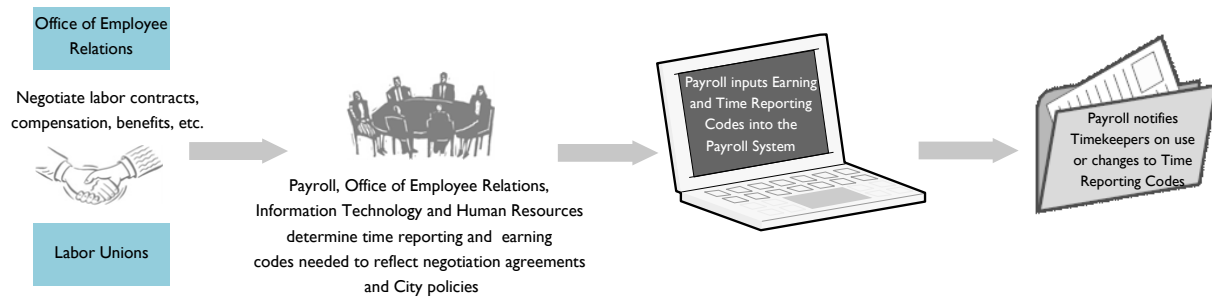 Office of Employee
Relations
Negotiate labor contracts,
compensation, benefits, etc.
Labor Unions
Payroll, Office of Employee Relations,
Information Technology and Human Resources
determine time reporting and earning
codes needed to reflect negotiation agreements
and City policies
Payroll inputs Earning
and Time Reporting
Codes into the
Payroll System
Payroll notifies
Timekeepers on use
or changes to Time
Reporting Codes